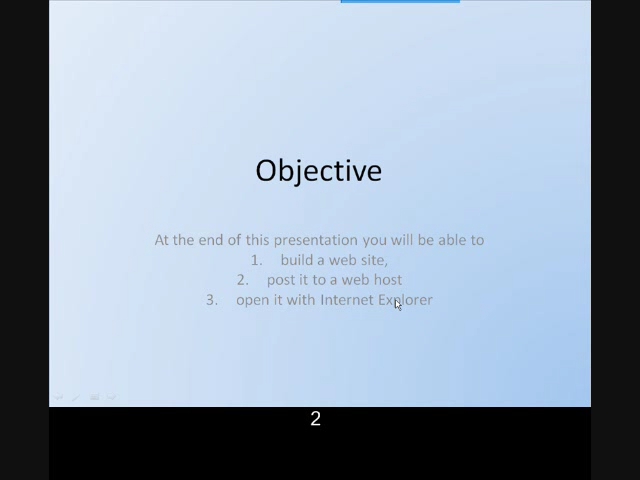 Objective
At the end of this presentation you will be able to
1. build a web site,
2. post it to a web host
3. open it with Internet Explorer
2